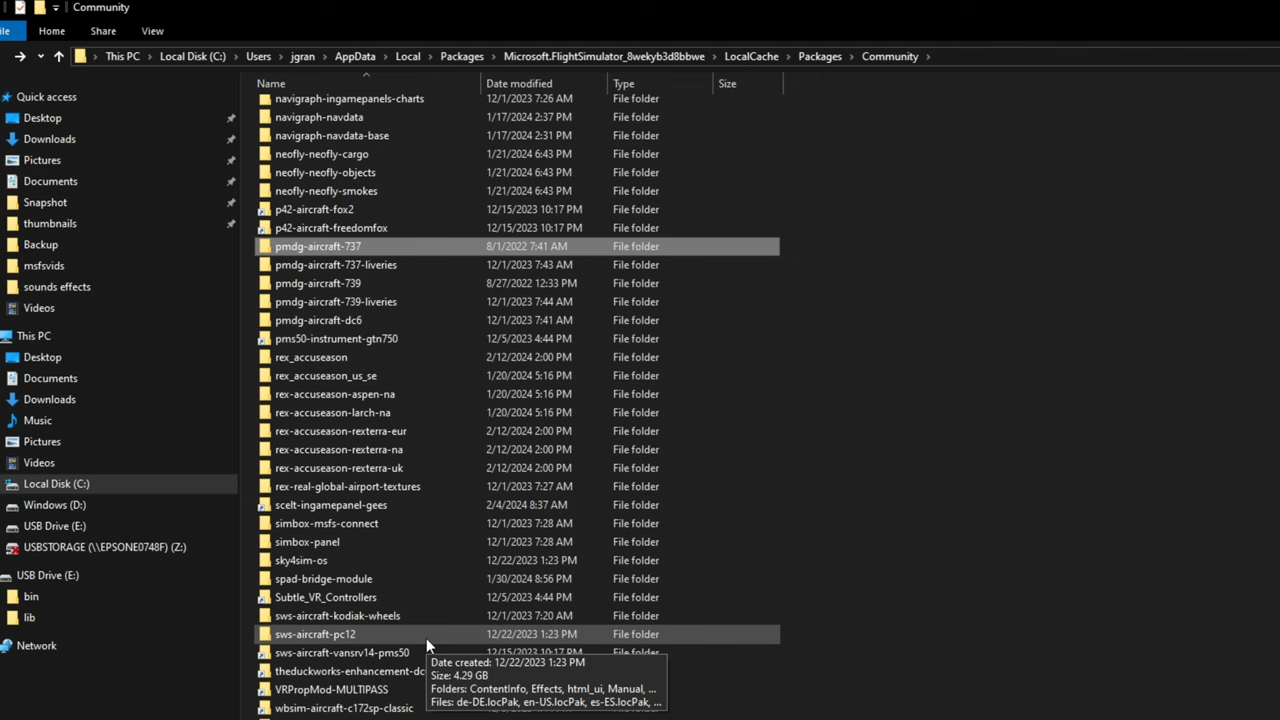 Community
File Home Share View
This PC Local Disk (C:) Users jgran AppData Local Packages Microsoft.FlightSimulator_8wekyb3d8bbwe LocalCache Packages Community
Name Date modified Type Size
Quick access
Desktop
Downloads
Pictures
Documents
Snapshot
thumbnails
Backup
msfsvids
sounds effects
Videos
This PC
Desktop
Documents
Downloads
Music
Pictures
Videos
Local Disk (C:)
Windows (D:)
USB Drive (E:)
USBSTORAGE (\\EPSONE0748F) (Z:)
USB Drive (E:)
bin
lib
Network
navigraph-ingamepanels-charts 12/1/2023 7:26 AM File folder
navigraph-navdata 1/17/2024 2:37 PM File folder
navigraph-navdata-base 1/17/2024 2:31 PM File folder
neofly-neofly-cargo 1/21/2024 6:43 PM File folder
neofly-neofly-objects 1/21/2024 6:43 PM File folder
neofly-neofly-smokes 1/21/2024 6:43 PM File folder
p42-aircraft-fox2 12/15/2023 10:17 PM File folder
p42-aircraft-freedomfox 12/15/2023 10:17 PM File folder
pmdg-aircraft-737 8/1/2022 7:41 AM File folder
pmdg-aircraft-737-liveries 12/1/2023 7:43 AM File folder
pmdg-aircraft-739 8/27/2022 12:33 PM File folder
pmdg-aircraft-739-liveries 12/1/2023 7:44 AM File folder
pmdg-aircraft-dc6 12/1/2023 7:41 AM File folder
pms50-instrument-gtn750 12/5/2023 4:44 PM File folder
rex_accuseason 2/12/2024 2:00 PM File folder
rex_accuseason_us_se 1/20/2024 5:16 PM File folder
rex-accuseason-aspen-na 1/20/2024 5:16 PM File folder
rex-accuseason-larch-na 1/20/2024 5:16 PM File folder
rex-accuseason-rexterra-eur 2/12/2024 2:00 PM File folder
rex-accuseason-rexterra-na 2/12/2024 2:00 PM File folder
rex-accuseason-rexterra-uk 2/12/2024 2:00 PM File folder
rex-real-global-airport-textures 12/1/2023 7:27 AM File folder
scelt-ingamepanel-gees 2/4/2024 8:37 AM File folder
simbox-msfs-connect 12/1/2023 7:28 AM File folder
simbox-panel 12/1/2023 7:28 AM File folder
sky4sim-os 12/22/2023 1:23 PM File folder
spad-bridge-module 1/30/2024 8:56 PM File folder
Subtle_VR_Controllers 12/5/2023 4:44 PM File folder
sws-aircraft-kodiak-wheels 12/1/2023 7:20 AM File folder
sws-aircraft-pc12 12/22/2023 1:23 PM File folder
sws-aircraft-vansrv14-pms50 12/15/2023 10:17 PM File folder
theduckworks-enhancement-dc
VRPropMod-MULTIPASS
wbsim-aircraft-c172sp-classic
Date created: 12/22/2023 1:23 PM
Size: 4.29 GB
Folders: ContentInfo, Effects, html_ui, Manual, ...
Files: de-DE.locPak, en-US.locPak, es-ES.locPak, ...